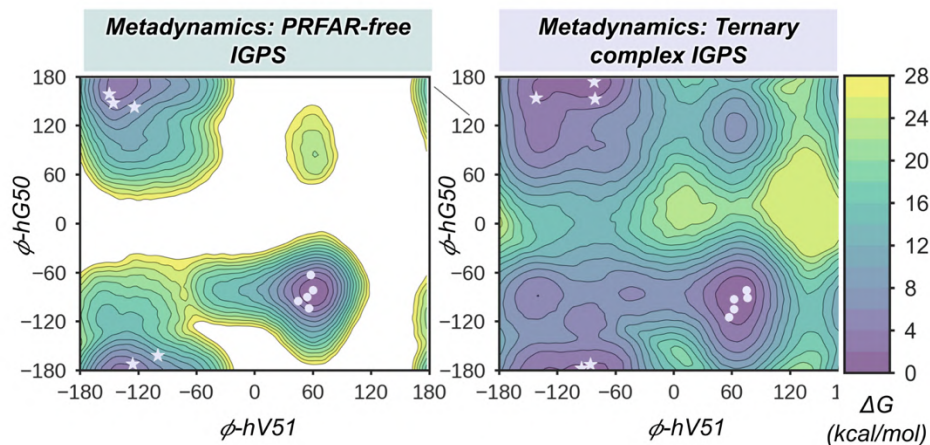 Metadynamics: PRFAR-free
IGPS
Metadynamics: Ternary
complex IGPS
180
120
60
0
−60
−120
−180
ϕ-hG50
−180 −120 −60 0 60 120 180
ϕ-hV51
180
120
60
0
−60
−120
−180
ϕ-hG50
−180 −120 −60 0 60 120 1
ϕ-hV51
28
24
20
16
12
8
4
0
ΔG
(kcal/mol)